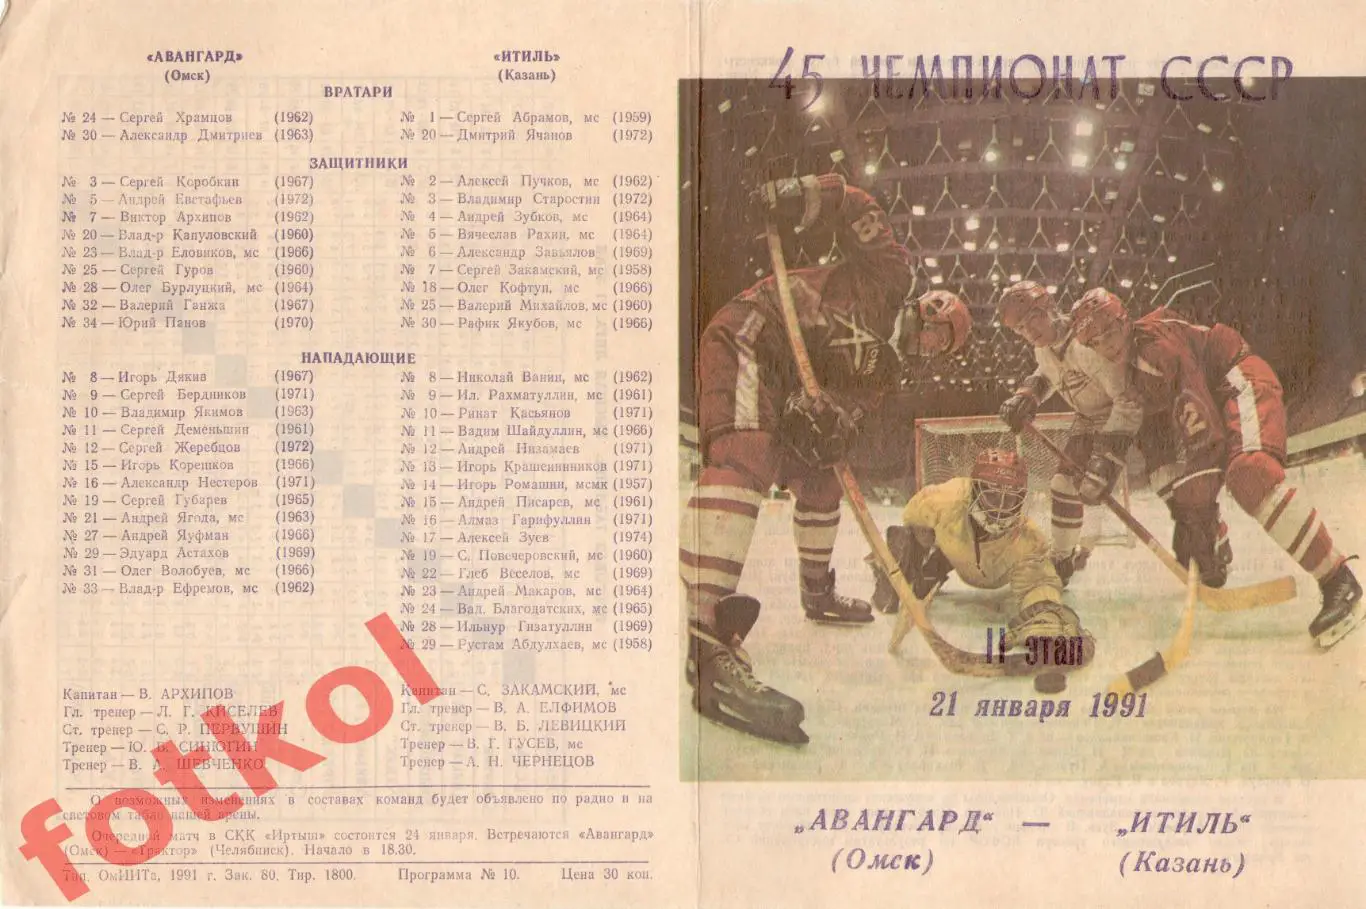 «АВАНГАРД»
(Омск)
«ИТИЛЬ»
(Казань)
ВРАТАРИ
№ 24 — Сергей Храмцов (1962)
№ 30 — Александр Дмитриев (1963)
№ 1 — Сергей Абрамов, мс (1959)
№ 20 — Дмитрий Ячанов (1972)
ЗАЩИТНИКИ
№ 3 — Сергей Коробкин (1967)
№ 5 — Андрей Евстафьев (1972)
№ 7 — Виктор Архипов (1962)
№ 20 — Влад-р Капуловский (1960)
№ 23 — Влад-р Еловиков, мс (1966)
№ 25 — Сергей Гуров (1960)
№ 28 — Олег Бурлуцкий, мс (1964)
№ 32 — Валерий Ганжа (1967)
№ 34 — Юрий Панов (1970)
№ 2 — Алексей Пучков, мс (1962)
№ 3 — Владимир Старостин (1972)
№ 4 — Андрей Зубков, мс (1964)
№ 5 — Вячеслав Рахин, мс (1964)
№ 6 — Александр Завьялов (1969)
№ 7 — Сергей Закамский, мс (1958)
№ 18 — Олег Кофтун, мс (1966)
№ 25 — Валерий Михайлов, мс (1960)
№ 30 — Рафик Якубов, мс (1966)
НАПАДАЮЩИЕ
№ 8 — Игорь Дякив (1967)
№ 9 — Сергей Бердников (1971)
№ 10 — Владимир Якимов (1963)
№ 11 — Сергей Деменьшин (1961)
№ 12 — Сергей Жеребцов (1972)
№ 15 — Игорь Корешков (1966)
№ 16 — Александр Нестеров (1971)
№ 19 — Сергей Губарев (1965)
№ 21 — Андрей Ягода, мс (1963)
№ 27 — Андрей Яуфман (1966)
№ 29 — Эдуард Астахов (1969)
№ 31 — Олег Волобуев, мс (1966)
№ 33 — Влад-р Ефремов, мс (1962)
№ 8 — Николай Ванин, мс (1962)
№ 9 — Ил. Рахматуллин, мс (1961)
№ 10 — Ринат Касьянов (1971)
№ 11 — Вадим Шайдуллин, мс (1966)
№ 12 — Андрей Низамаев (1971)
№ 13 — Игорь Крашенинников (1971)
№ 14 — Игорь Ромашин, мсмк (1957)
№ 15 — Андрей Писарев, мс (1961)
№ 16 — Алмаз Гарифуллин (1971)
№ 17 — Алексей Зуев (1974)
№ 19 — С. Повечеровский, мс (1960)
№ 22 — Глеб Веселов, мс (1969)
№ 23 — Андрей Макаров, мс (1964)
№ 24 — Вад. Благодатских, мс (1965)
№ 28 — Ильнур Гизатуллин (1969)
№ 29 — Рустам Абдулхаев, мс (1958)
Капитан — В. АРХИПОВ
Гл. тренер — Л. Г. КИСЕЛЕВ
Ст. тренер — С. Р. ПЕРВУШИН
Тренер — Ю. В. СИНЮГИН
Тренер — В. А. ШЕВЧЕНКО
Капитан — С. ЗАКАМСКИЙ, мс
Гл. тренер — В. А. ЕЛФИМОВ
Ст. тренер — В. Б. ЛЕВИЦКИЙ
Тренер — В. Г. ГУСЕВ, мс
Тренер — А. Н. ЧЕРНЕЦОВ
О возможных изменениях в составах команд будет объявлено по радио и на
световом табло нашей арены.
Очередной матч в СКК «Иртыш» состоится 24 января. Встречаются «Авангард»
(Омск) — «Трактор» (Челябинск). Начало в 18.30.
Тип. ОмИИТа, 1991 г. Зак. 80. Тир. 1800. Программа № 10. Цена 30 коп.
45 ЧЕМПИОНАТ СССР
II этап
21 января 1991
„АВАНГАРД“ — „ИТИЛЬ“
(Омск) (Казань)
fotkol